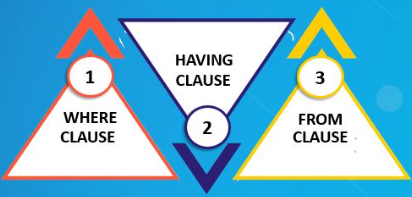 1
WHERE
CLAUSE
HAVING
CLAUSE
2
3
FROM
CLAUSE